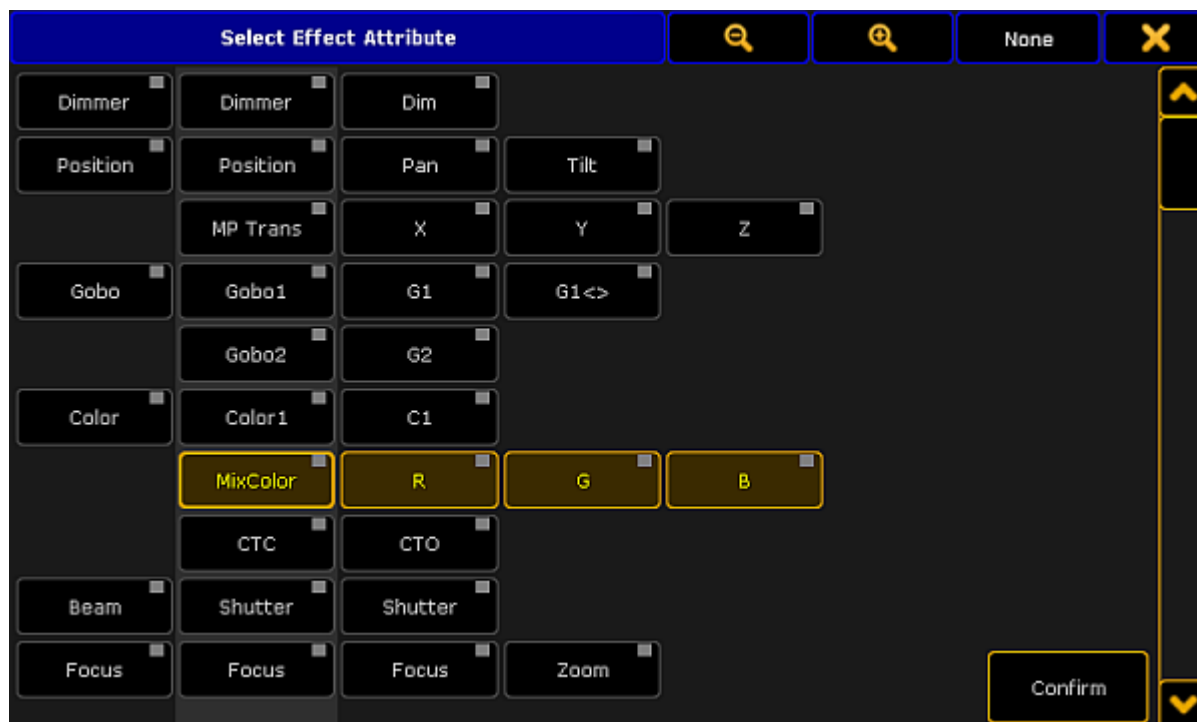 Select Effect Attribute None
Dimmer Dimmer Dim
Position Position Pan Tilt
MP Trans X Y Z
Gobo Gobo1 G1 G1<>
Gobo2 G2
Color Color1 C1
MixColor R G B
CTC CTO
Beam Shutter Shutter
Focus Focus Focus Zoom
Confirm